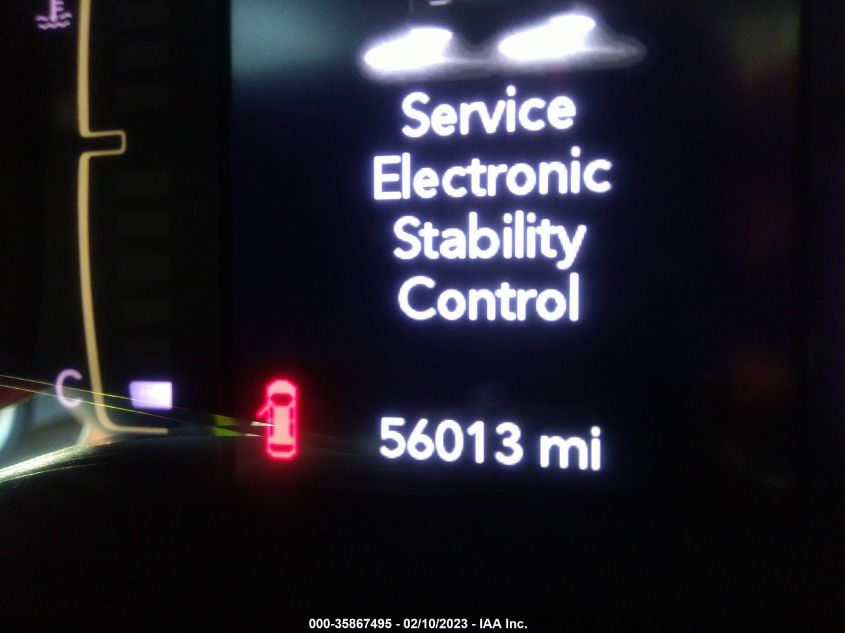 Service
Electronic
Stability
Control
C
56013 mi
000-35867495 - 02/10/2023 - IAA Inc.